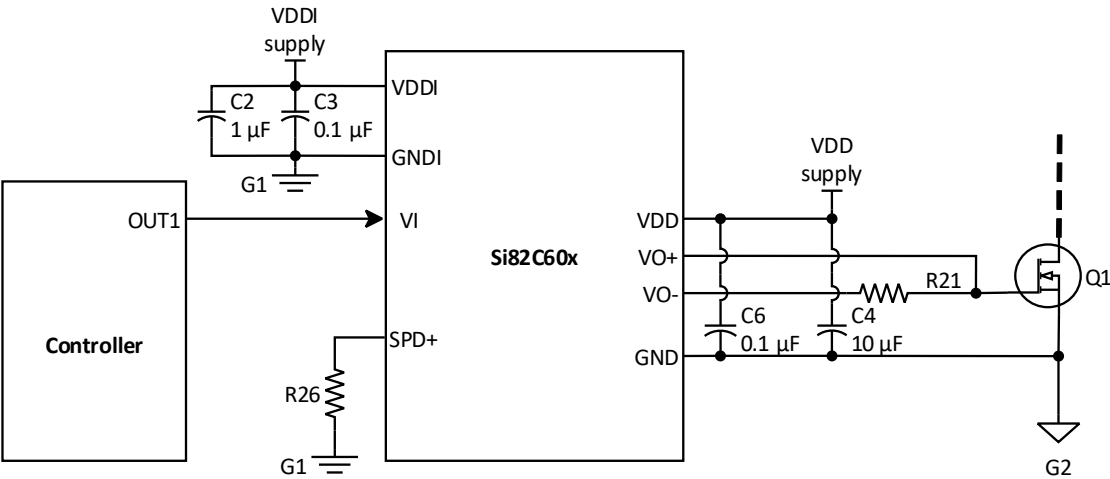 VDDI
supply
C2
1 µF
C3
0.1 µF
VDDI
GNDI
G1
OUT1
VI
Controller
Si82C60x
SPD+
R26
G1
VDD
supply
VDD
VO+
VO-
R21
Q1
C6
0.1 µF
C4
10 µF
GND
G2